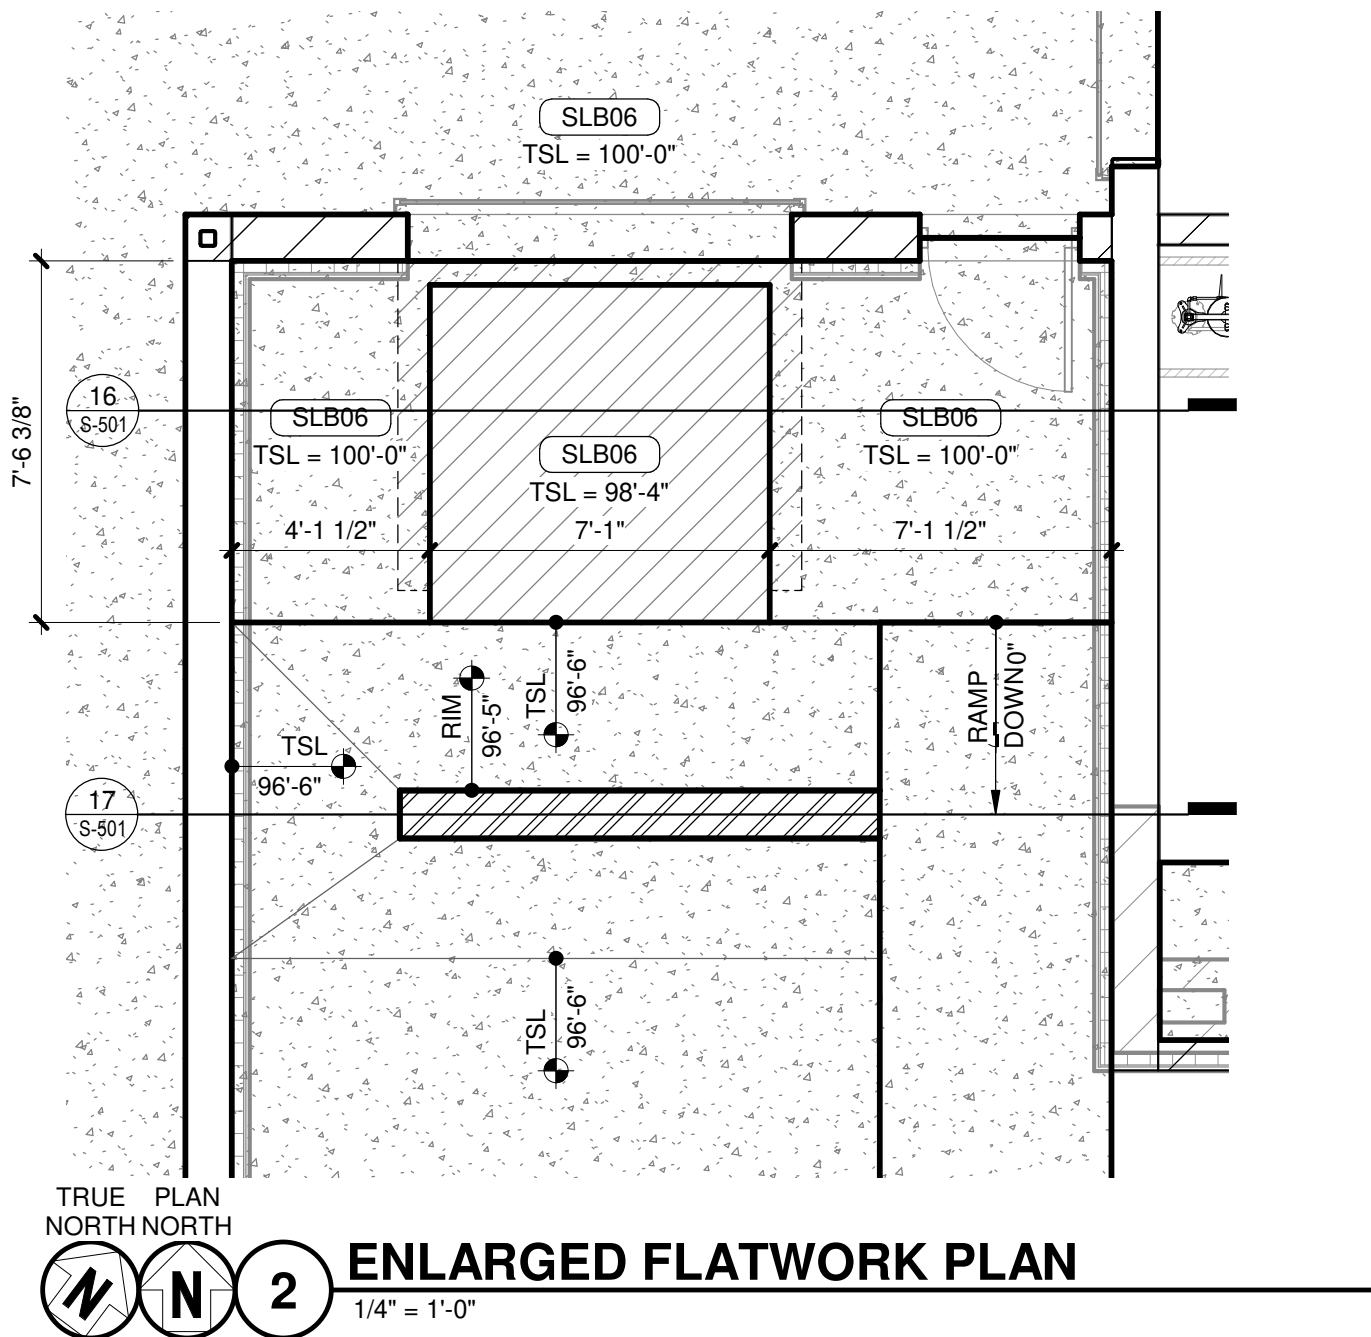 SLB06
TSL = 100'-0"
16
S-501
7'-6 3/8"
SLB06
TSL = 100'-0"
SLB06
TSL = 98'-4"
SLB06
TSL = 100'-0"
4'-1 1/2"
7'-1"
7'-1 1/2"
RIM
96'-5"
TSL
96'-6"
RAMP
DOWN
TSL
96'-6"
17
S-501
TSL
96'-6"
TRUE
NORTH
PLAN
NORTH
N
N
2
ENLARGED FLATWORK PLAN
1/4" = 1'-0"